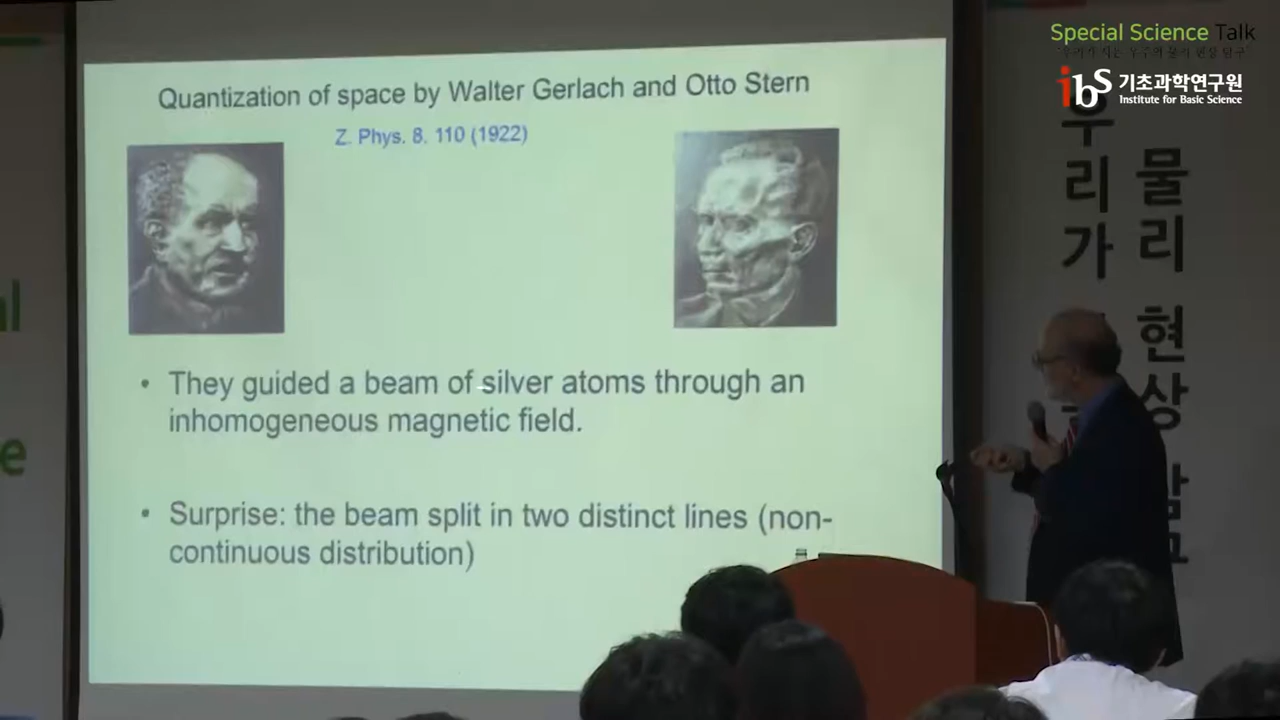 Special Science Talk
ibs 기초과학연구원
Institute for Basic Science
Quantization of space by Walter Gerlach and Otto Stern
Z. Phys. 8. 110 (1922)
• They guided a beam of silver atoms through an
inhomogeneous magnetic field.
• Surprise: the beam split in two distinct lines (non-
continuous distribution)
우리가
물리 현상